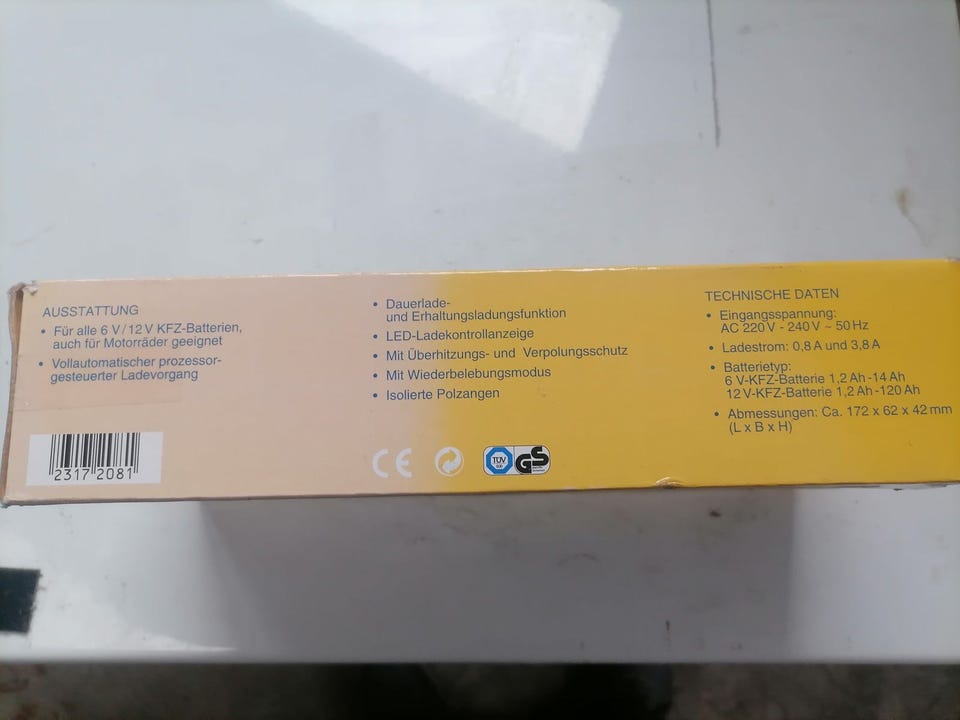 AUSSTATTUNG
• Für alle 6 V / 12 V KFZ-Batterien,
auch für Motorräder geeignet
• Vollautomatischer prozessor-
gesteuerter Ladevorgang
2317 2081
• Dauerlade-
und Erhaltungsladungsfunktion
• LED-Ladekontrollanzeige
• Mit Überhitzungs- und Verpolungsschutz
• Mit Wiederbelebungsmodus
• Isolierte Polzangen
CE
TÜV
GS
TECHNISCHE DATEN
• Eingangsspannung:
AC 220 V - 240 V ~ 50 Hz
• Ladestrom: 0,8 A und 3,8 A
• Batterietyp:
6 V-KFZ-Batterie 1,2 Ah -14 Ah
12 V-KFZ-Batterie 1,2 Ah -120 Ah
• Abmessungen: Ca. 172 x 62 x 42 mm
(L x B x H)